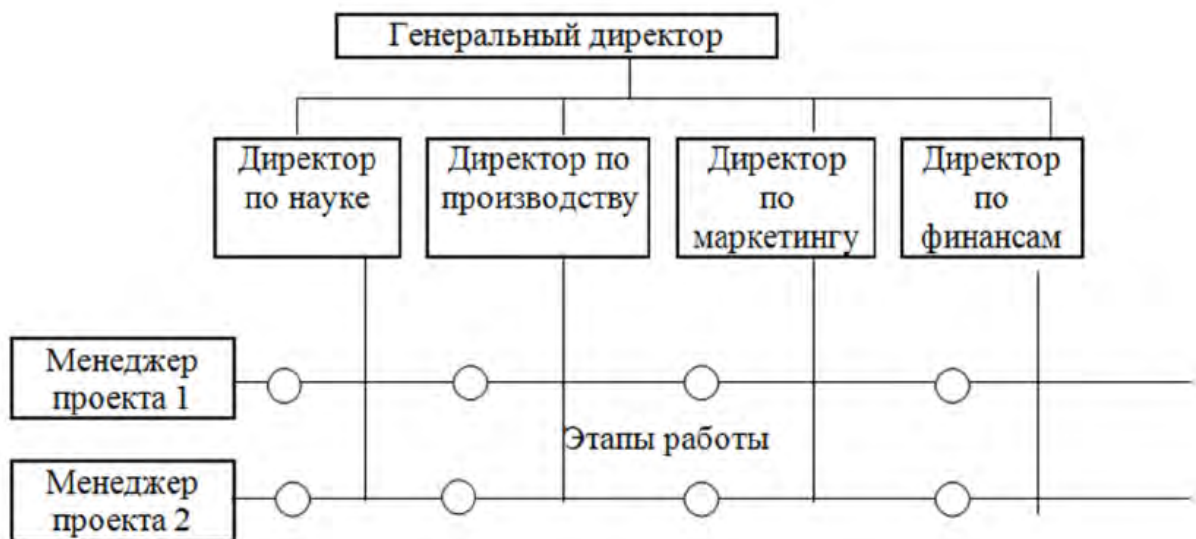 Генеральный директор
Директор
по науке
Директор по
производству
Директор
по
маркетингу
Директор
по
финансам
Менеджер
проекта 1
Этапы работы
Менеджер
проекта 2